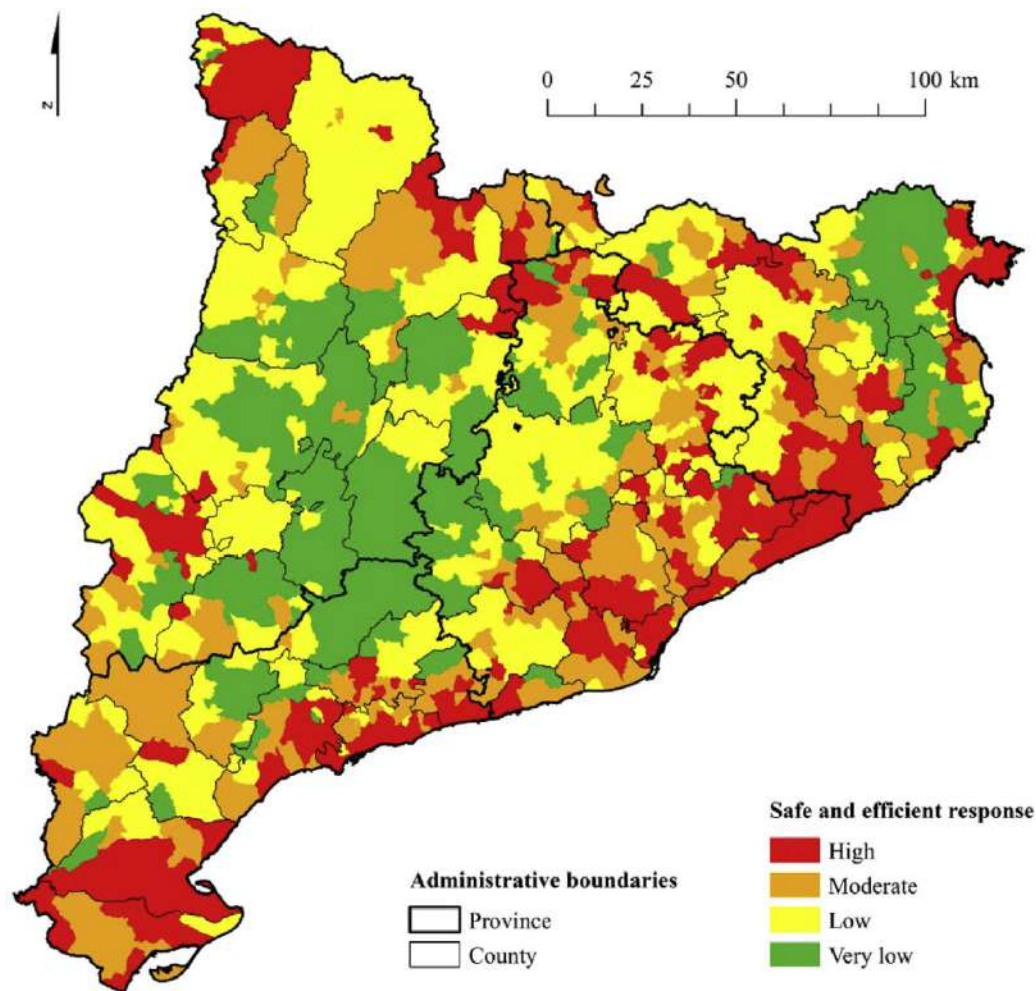 z
0 25 50 100 km
Safe and efficient response
High
Moderate
Low
Very low
Administrative boundaries
Province
County